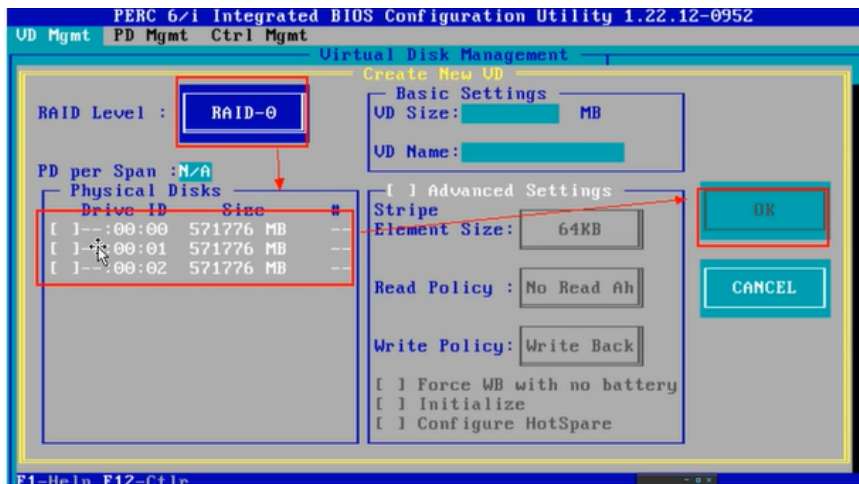 PERC 6/i Integrated BIOS Configuration Utility 1.22.12-0952
VD Mgmt PD Mgmt Ctrl Mgmt
Virtual Disk Management
Create New VD
RAID Level : RAID-0
PD per Span :N/A
Physical Disks
Drive ID Size #
[ ]--:00:00 571776 MB --
[ ]--:00:01 571776 MB --
[ ]--:00:02 571776 MB --
Basic Settings
VD Size: MB
VD Name:
[ ] Advanced Settings
Stripe
Element Size: 64KB
Read Policy : No Read Ah
Write Policy: Write Back
[ ] Force WB with no battery
[ ] Initialize
[ ] Configure HotSpare
OK
CANCEL
F1-Help F12-Ctlr